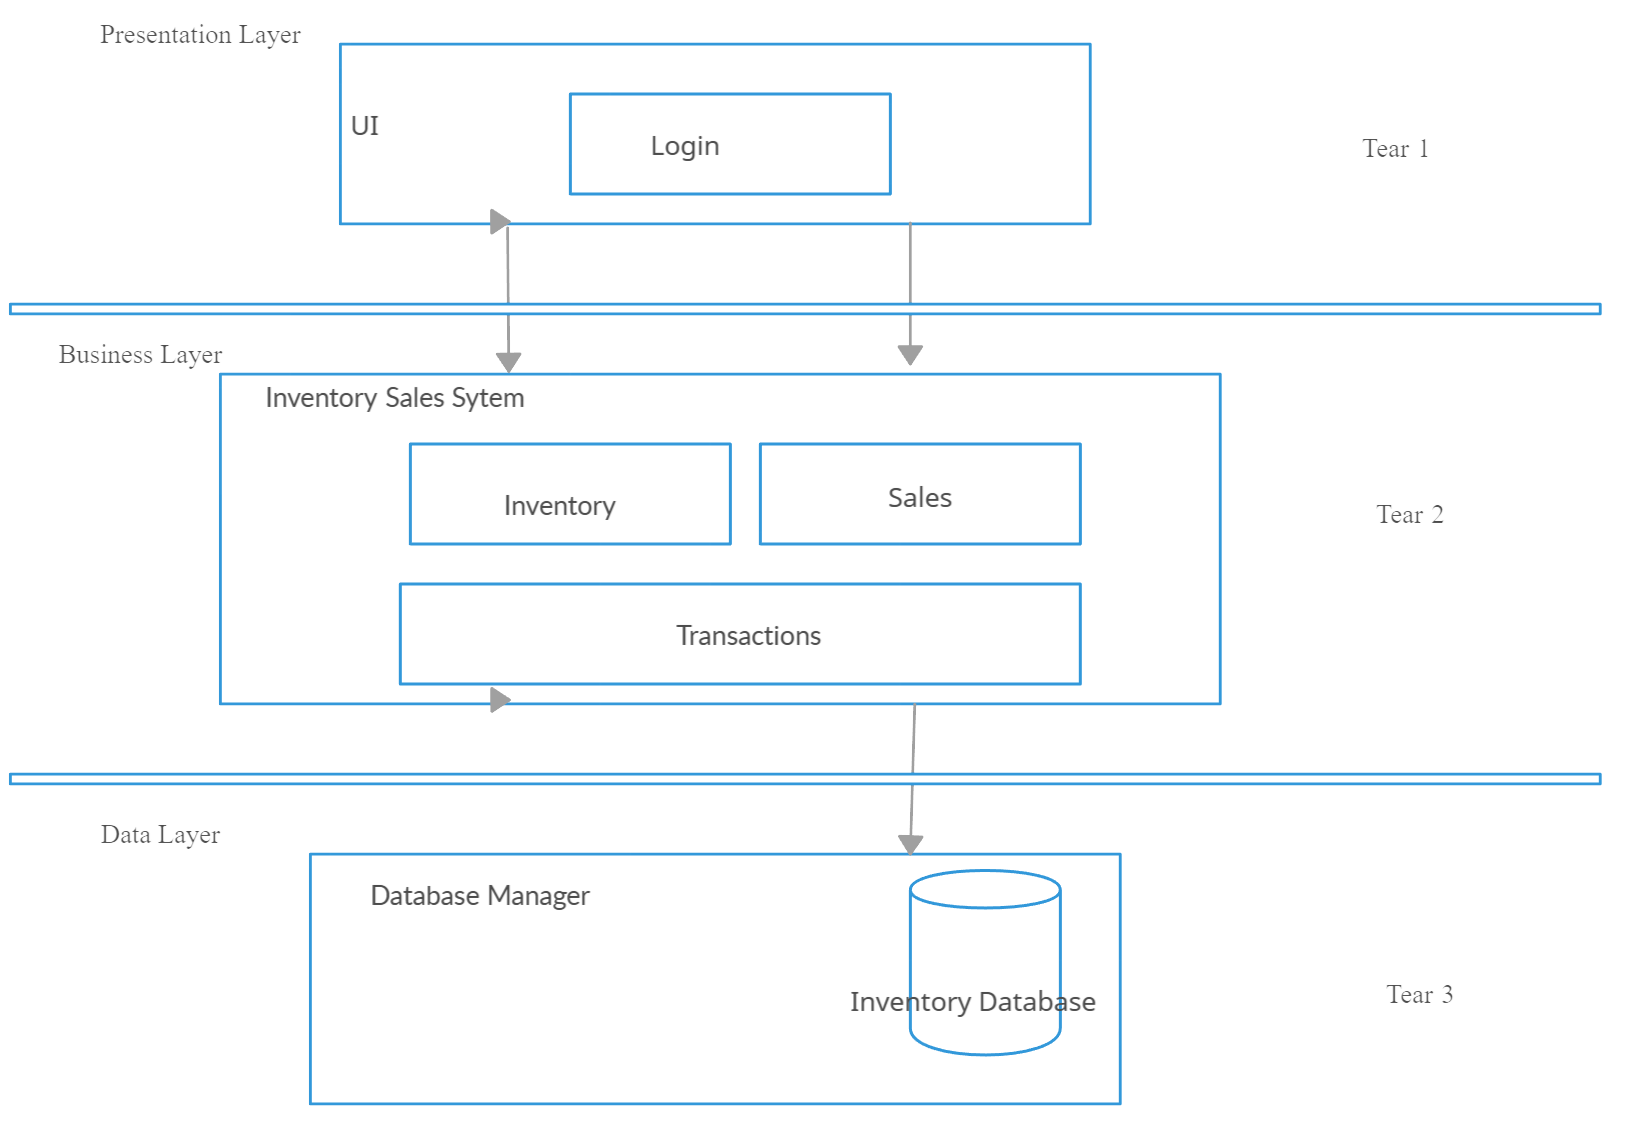 Presentation Layer
UI
Login
Tear 1
Business Layer
Inventory Sales Sytem
Inventory
Sales
Tear 2
Transactions
Data Layer
Database Manager
Inventory Database
Tear 3